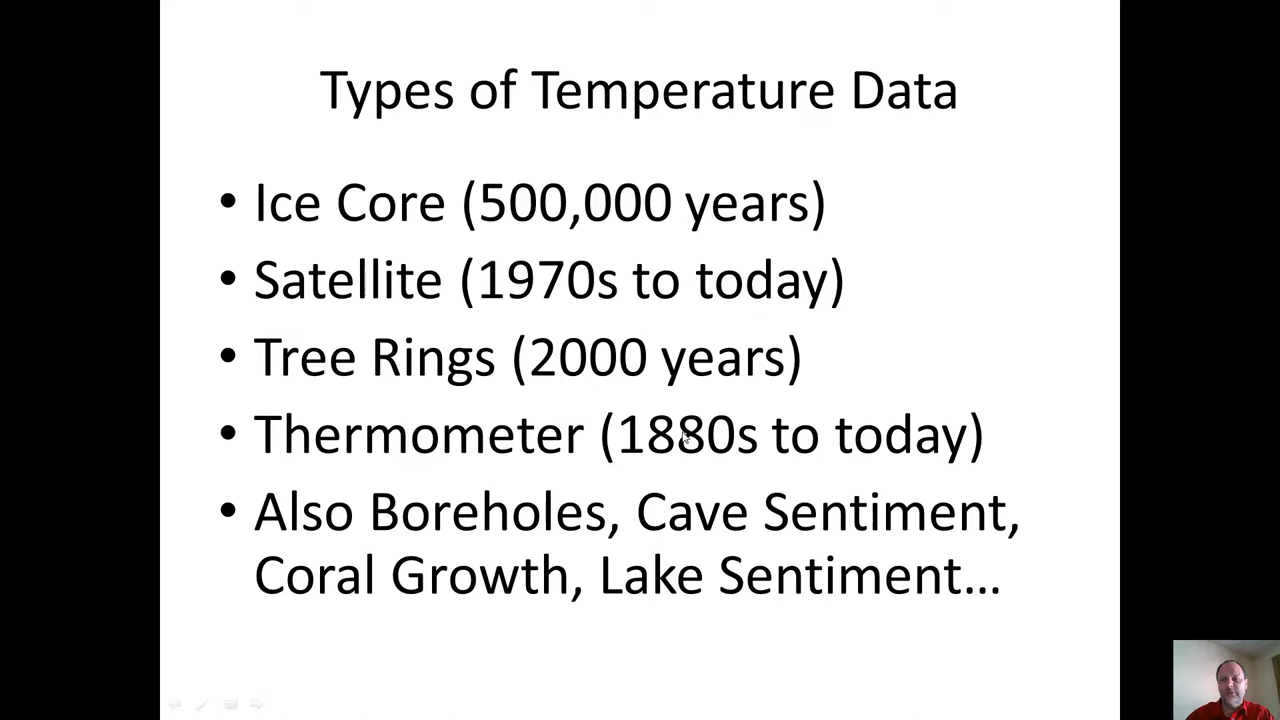 Types of Temperature Data
• Ice Core (500,000 years)
• Satellite (1970s to today)
• Tree Rings (2000 years)
• Thermometer (1880s to today)
• Also Boreholes, Cave Sentiment,
Coral Growth, Lake Sentiment...